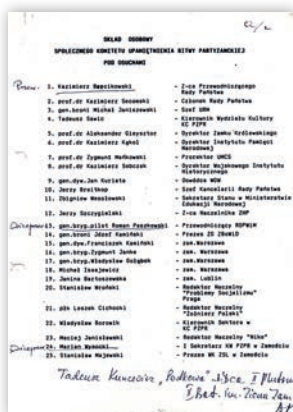 SKŁAD OSOBOWY
SPOŁECZNEGO KOMITETU UPAMIĘTNIENIA BITWY PARTYZANCKIEJ
POD OSUCHAMI
1. Kazimierz Barcikowski - Z-ca Przewodniczącego Rady Państwa
2. prof.dr Kazimierz Secomski - Członek Rady Państwa
3. gen.broni Michał Janiszewski - Szef URM
4. Tadeusz Sawic - Kierownik Wydziału Kultury KC PZPR
5. prof.dr Aleksander Gieysztor - Dyrektor Zamku Królewskiego
6. prof.dr Kazimierz Kąkol - Dyrektor Instytutu Pamięci Narodowej
7. prof.dr Zygmunt Mańkowski - Prorektor UMCS
8. prof.dr Kazimierz Sobczak - Dyrektor Wojskowego Instytutu Historycznego
9. gen.dyw.Jan Kuriata - Dowódca WOW
10. Jerzy Breitkop - Szef Kancelarii Rady Państwa
11. Zbigniew Wesołowski - Sekretarz Stanu w Ministerstwie Edukacji Narodowej
12. Jerzy Szczygielski - Z-ca Naczelnika ZHP
13. gen.bryg.pilot Roman Paszkowski - Przewodniczący ROPWiM
14. gen.broni Józef Kamiński - Prezes ZG ZBoWiD
15. gen.dyw.Franciszek Kamiński - zam.Warszawa
16. gen.bryg.Zygmunt Janke - zam.Warszawa
17. gen.bryg.Władysław Gołąbek - zam.Warszawa
18. Michał Issajewicz - zam. Warszawa
19. Janina Bartoszewska - zam. Lublin
20. Stanisław Wroński - Redaktor Naczelny "Problemy Socjalizmu" Praga
21. płk Leszek Cichocki - Redaktor Naczelny "Żołnierz Polski"
22. Władysław Borowik - Kierownik Sektora w KC PZPR
23. Maciej Janisławski - Redaktor Naczelny "Nike"
24. Marian Wysocki - I Sekretarz KW PZPR w Zamościu
25. Stanisław Majewski - Prezes WK ZSL w Zamościu
Tadeusz Kuncewicz "Podkowa"